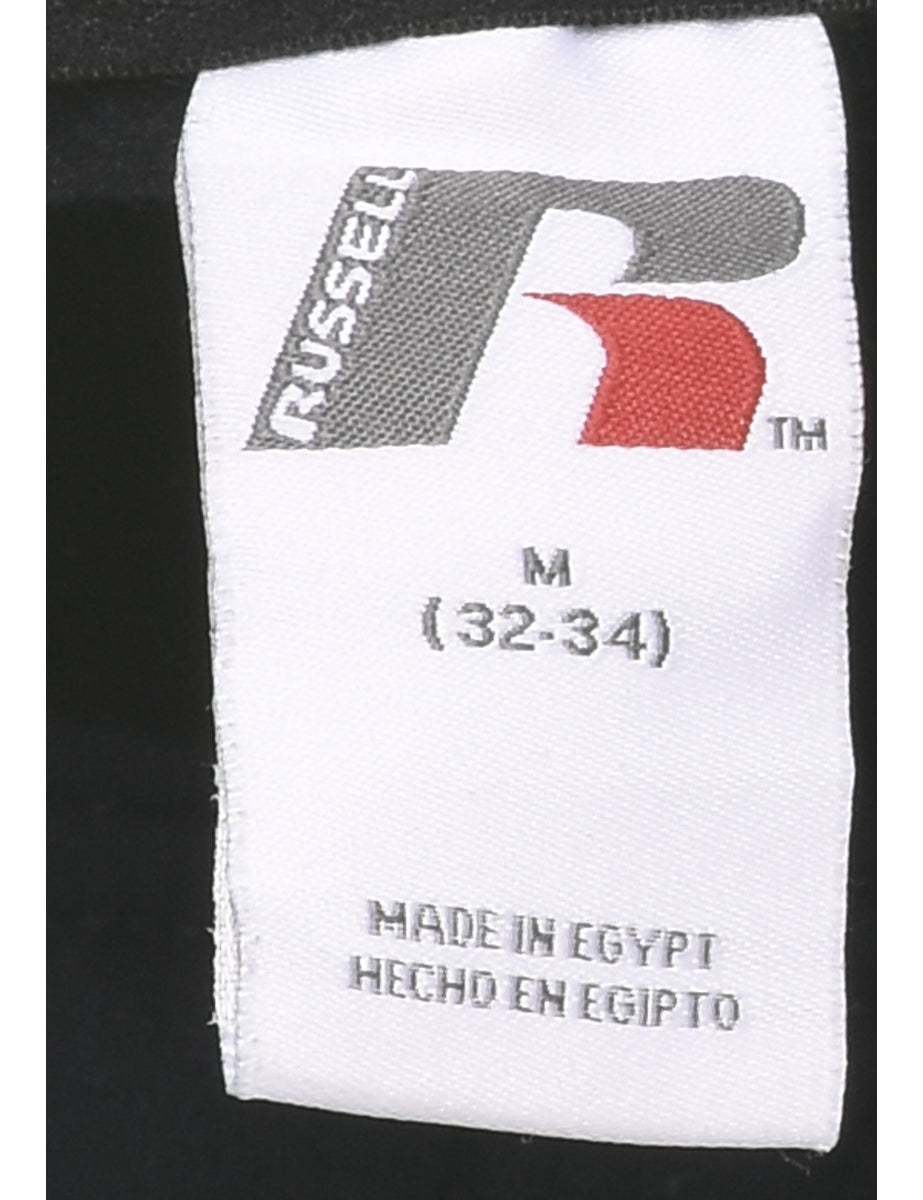 RUSSELL
TM
M
(32-34)
MADE IN EGYPT
HECHO EN EGIPTO